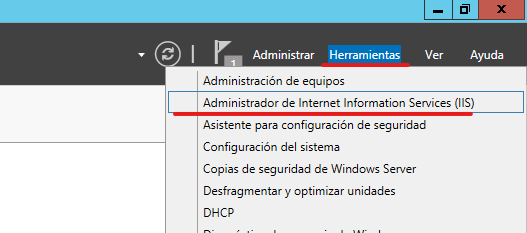 1
Administrar Herramientas Ver Ayuda
Administración de equipos
Administrador de Internet Information Services (IIS)
Asistente para configuración de seguridad
Configuración del sistema
Copias de seguridad de Windows Server
Desfragmentar y optimizar unidades
DHCP